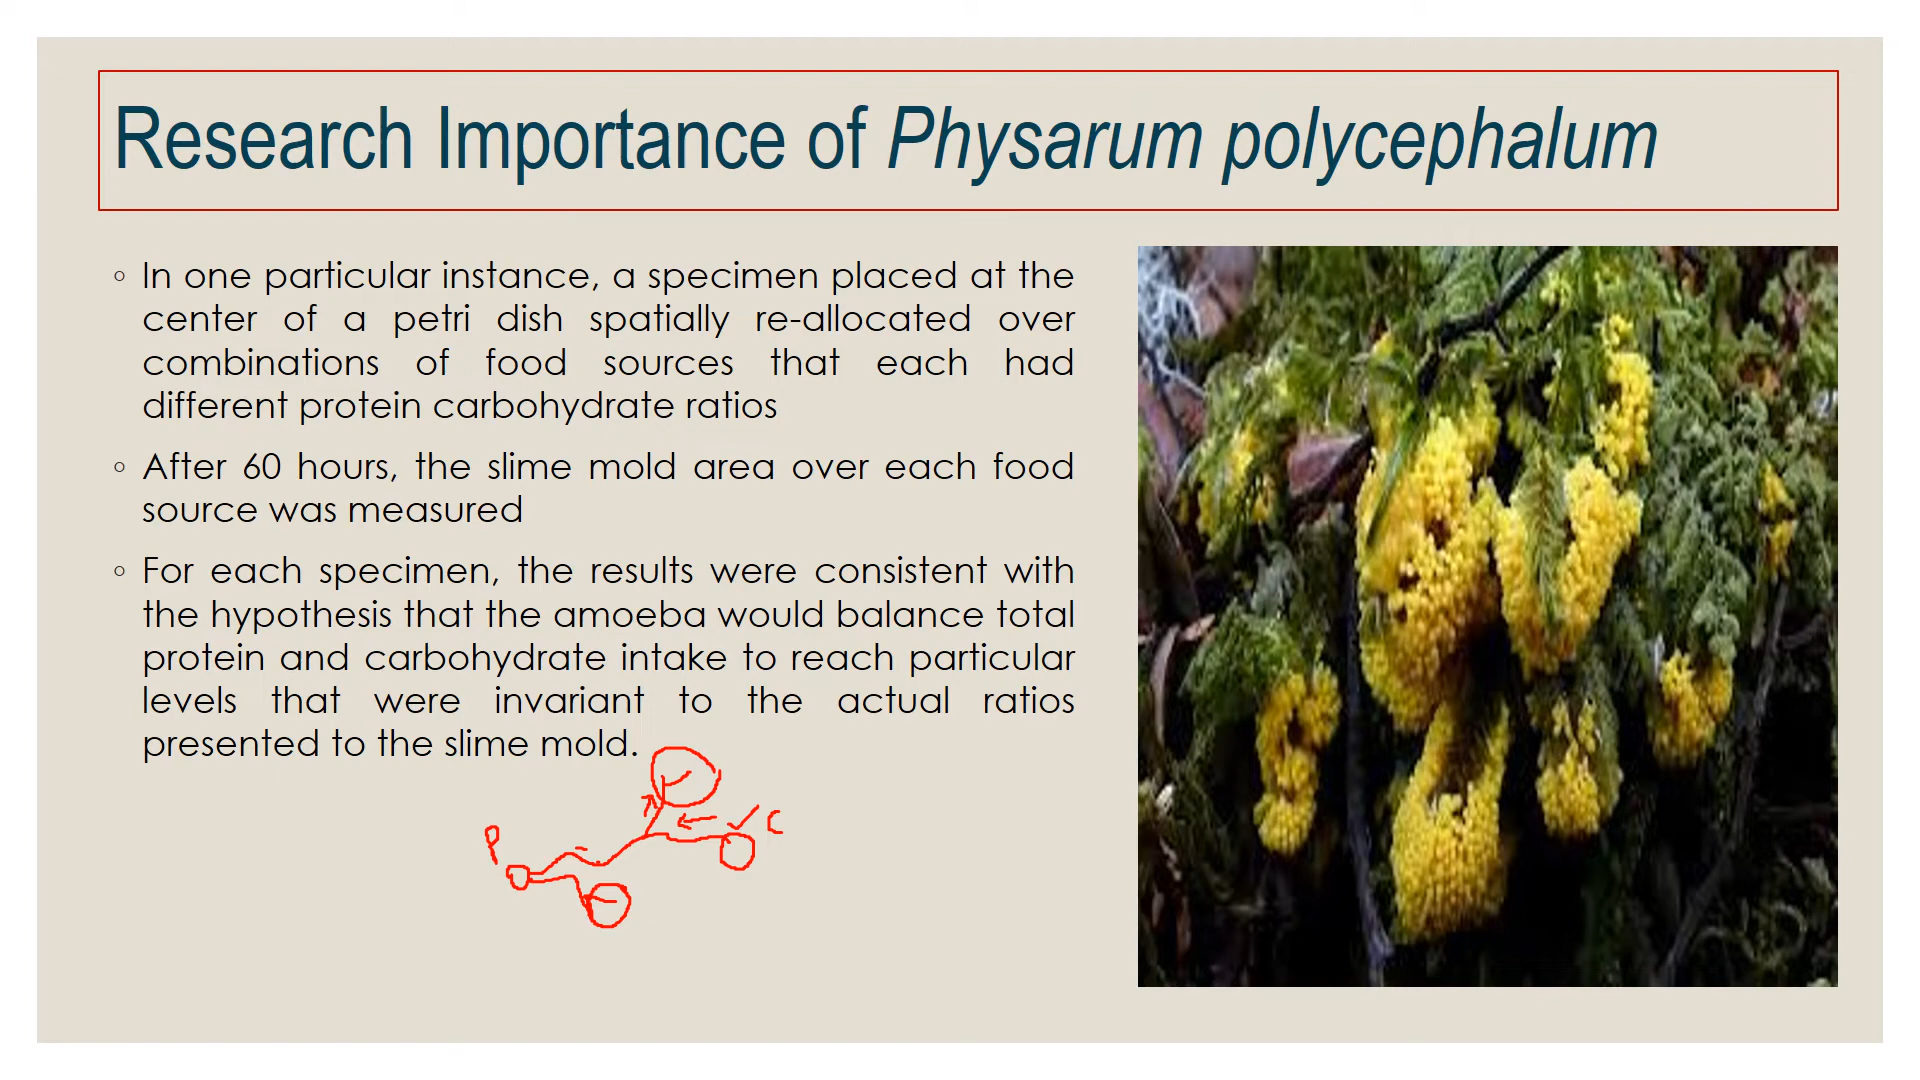 Research Importance of Physarum polycephalum
◦ In one particular instance, a specimen placed at the
center of a petri dish spatially re-allocated over
combinations of food sources that each had
different protein carbohydrate ratios
◦ After 60 hours, the slime mold area over each food
source was measured
◦ For each specimen, the results were consistent with
the hypothesis that the amoeba would balance total
protein and carbohydrate intake to reach particular
levels that were invariant to the actual ratios
presented to the slime mold.
P
C